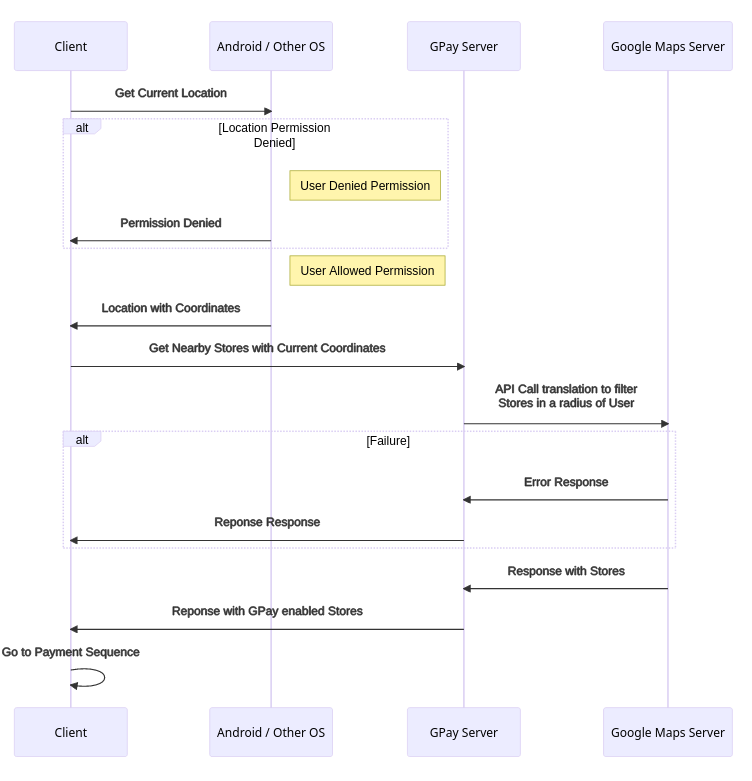 Client
Android / Other OS
GPay Server
Google Maps Server
Get Current Location
alt
[Location Permission
Denied]
User Denied Permission
Permission Denied
User Allowed Permission
Location with Coordinates
Get Nearby Stores with Current Coordinates
API Call translation to filter
Stores in a radius of User
alt
[Failure]
Error Response
Reponse Response
Response with Stores
Reponse with GPay enabled Stores
Go to Payment Sequence
Client
Android / Other OS
GPay Server
Google Maps Server